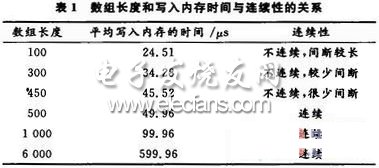 表 1 数组长度和写入内存时间与连续性的关系
数组长度 平均写入内存的时间 /μs 连续性
100 24.51 不连续,间断较长
300 34.26 不连续,较少间断
450 45.52 不连续,很少间断
500 49.96 连续
1 000 99.96 连续
6 000 599.96 连续
电子发烧友网
www.elecfans.com